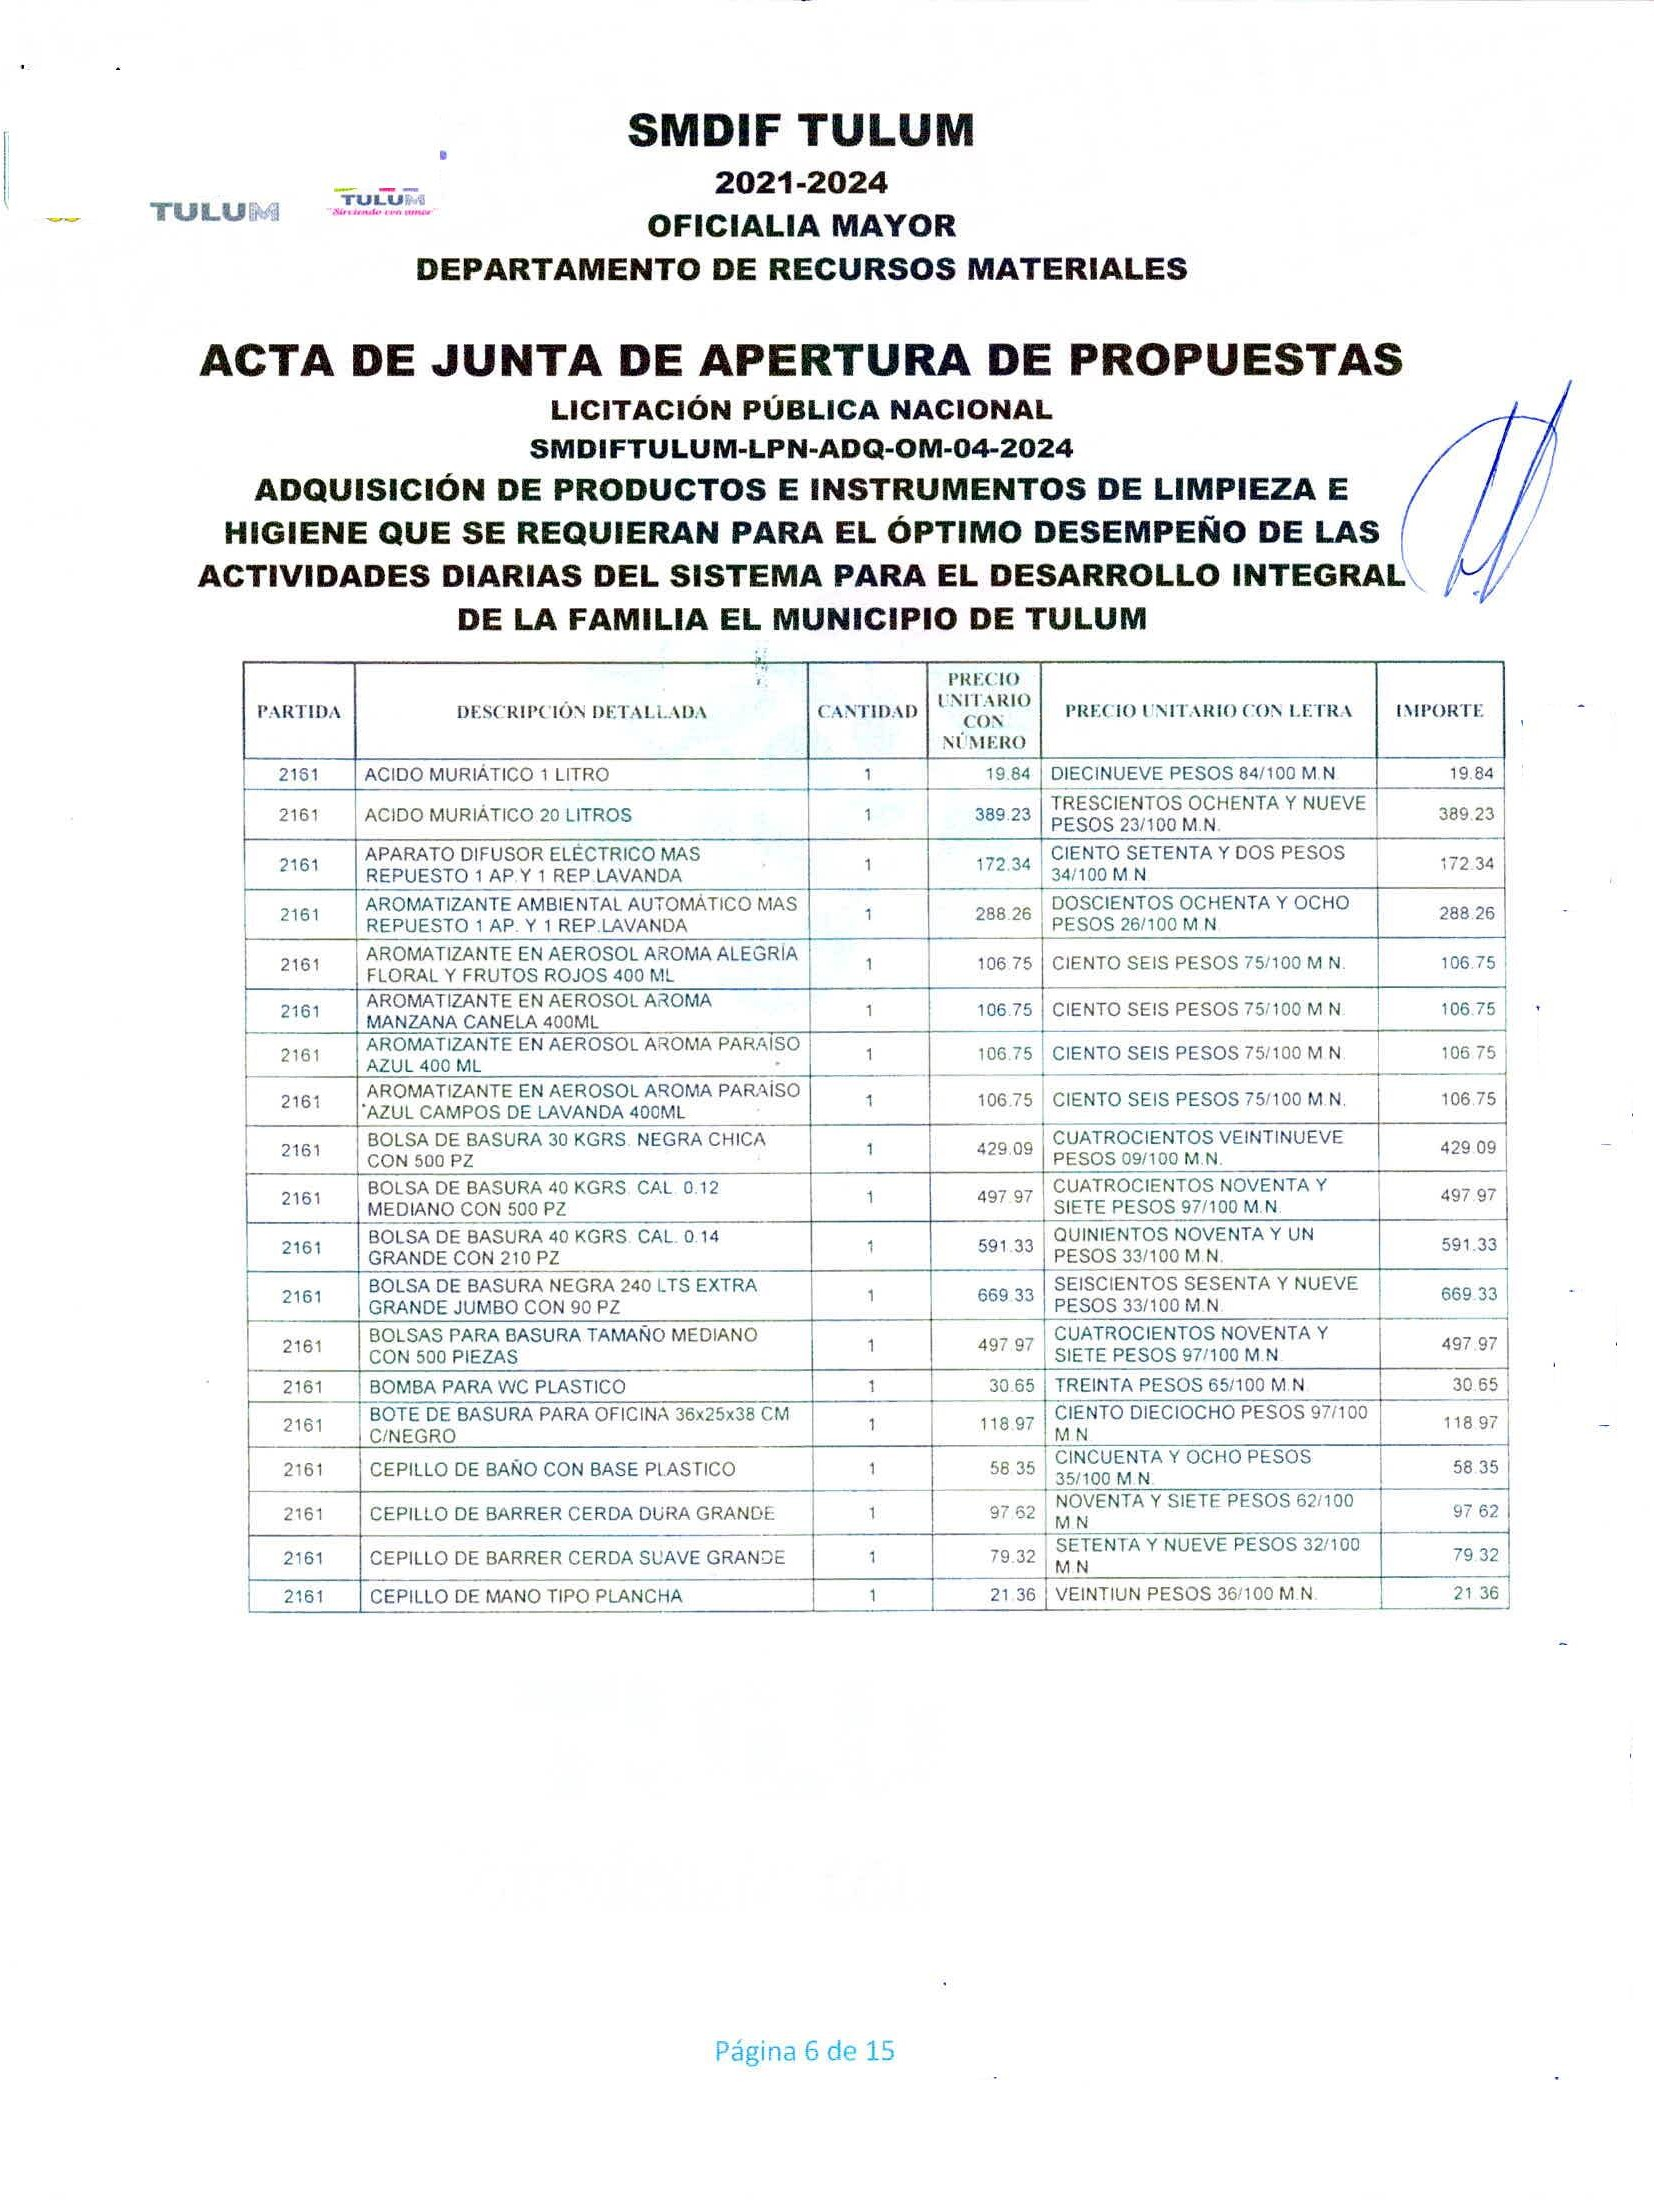 SMDIF TULUM
2021-2024
TULUM
TULUM
"Sirviendo con amor"
OFICIALIA MAYOR
DEPARTAMENTO DE RECURSOS MATERIALES
ACTA DE JUNTA DE APERTURA DE PROPUESTAS
LICITACIÓN PÚBLICA NACIONAL
SMDIFTULUM-LPN-ADQ-OM-04-2024
ADQUISICIÓN DE PRODUCTOS E INSTRUMENTOS DE LIMPIEZA E
HIGIENE QUE SE REQUIERAN PARA EL ÓPTIMO DESEMPEÑO DE LAS
ACTIVIDADES DIARIAS DEL SISTEMA PARA EL DESARROLLO INTEGRAL
DE LA FAMILIA EL MUNICIPIO DE TULUM
PARTIDA DESCRIPCIÓN DETALLADA CANTIDAD PRECIO UNITARIO CON NÚMERO PRECIO UNITARIO CON LETRA IMPORTE
2161 ACIDO MURIÁTICO 1 LITRO 1 19.84 DIECINUEVE PESOS 84/100 M.N 19.84
2161 ACIDO MURIÁTICO 20 LITROS 1 389.23 TRESCIENTOS OCHENTA Y NUEVE PESOS 23/100 M.N. 389.23
2161 APARATO DIFUSOR ELÉCTRICO MAS REPUESTO 1 AP.Y 1 REP.LAVANDA 1 172.34 CIENTO SETENTA Y DOS PESOS 34/100 M.N. 172.34
2161 AROMATIZANTE AMBIENTAL AUTOMÁTICO MAS REPUESTO 1 AP. Y 1 REP.LAVANDA 1 288.26 DOSCIENTOS OCHENTA Y OCHO PESOS 26/100 M.N. 288.26
2161 AROMATIZANTE EN AEROSOL AROMA ALEGRÍA FLORAL Y FRUTOS ROJOS 400 ML 1 106.75 CIENTO SEIS PESOS 75/100 M.N. 106.75
2161 AROMATIZANTE EN AEROSOL AROMA MANZANA CANELA 400ML 1 106.75 CIENTO SEIS PESOS 75/100 M.N. 106.75
2161 AROMATIZANTE EN AEROSOL AROMA PARAÍSO AZUL 400 ML 1 106.75 CIENTO SEIS PESOS 75/100 M.N. 106.75
2161 AROMATIZANTE EN AEROSOL AROMA PARAÍSO AZUL CAMPOS DE LAVANDA 400ML 1 106.75 CIENTO SEIS PESOS 75/100 M.N. 106.75
2161 BOLSA DE BASURA 30 KGRS. NEGRA CHICA CON 500 PZ 1 429.09 CUATROCIENTOS VEINTINUEVE PESOS 09/100 M.N. 429.09
2161 BOLSA DE BASURA 40 KGRS. CAL. 0.12 MEDIANO CON 500 PZ 1 497.97 CUATROCIENTOS NOVENTA Y SIETE PESOS 97/100 M.N. 497.97
2161 BOLSA DE BASURA 40 KGRS. CAL. 0.14 GRANDE CON 210 PZ 1 591.33 QUINIENTOS NOVENTA Y UN PESOS 33/100 M.N. 591.33
2161 BOLSA DE BASURA NEGRA 240 LTS EXTRA GRANDE JUMBO CON 90 PZ 1 669.33 SEISCIENTOS SESENTA Y NUEVE PESOS 33/100 M.N. 669.33
2161 BOLSAS PARA BASURA TAMAÑO MEDIANO CON 500 PIEZAS 1 497.97 CUATROCIENTOS NOVENTA Y SIETE PESOS 97/100 M.N. 497.97
2161 BOMBA PARA WC PLASTICO 1 30.65 TREINTA PESOS 65/100 M.N. 30.65
2161 BOTE DE BASURA PARA OFICINA 36x25x38 CM C/NEGRO 1 118.97 CIENTO DIECIOCHO PESOS 97/100 M.N 118.97
2161 CEPILLO DE BAÑO CON BASE PLASTICO 1 58.35 CINCUENTA Y OCHO PESOS 35/100 M.N. 58.35
2161 CEPILLO DE BARRER CERDA DURA GRANDE 1 97.62 NOVENTA Y SIETE PESOS 62/100 M.N 97.62
2161 CEPILLO DE BARRER CERDA SUAVE GRANDE 1 79.32 SETENTA Y NUEVE PESOS 32/100 M.N 79.32
2161 CEPILLO DE MANO TIPO PLANCHA 1 21.36 VEINTIUN PESOS 36/100 M.N. 21.36
Página 6 de 15